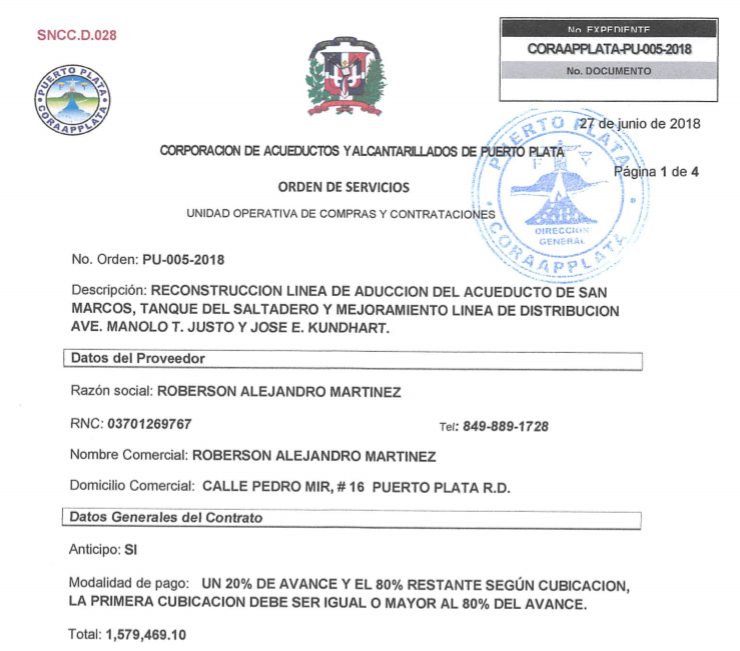 SNCC.D.028
No. EXPEDIENTE
CORAAPPLATA-PU-005-2018
No. DOCUMENTO
PUERTO PLATA
CORAAPPLATA
27 de junio de 2018
CORPORACION DE ACUEDUCTOS Y ALCANTARILLADOS DE PUERTO PLATA
Página 1 de 4
ORDEN DE SERVICIOS
UNIDAD OPERATIVA DE COMPRAS Y CONTRATACIONES
PUERTO PLATA
DIRECCION
GENERAL
CORAAPPLATA
No. Orden: PU-005-2018
Descripción: RECONSTRUCCION LINEA DE ADUCCION DEL ACUEDUCTO DE SAN
MARCOS, TANQUE DEL SALTADERO Y MEJORAMIENTO LINEA DE DISTRIBUCION
AVE. MANOLO T. JUSTO Y JOSE E. KUNDHART.
Datos del Proveedor
Razón social: ROBERSON ALEJANDRO MARTINEZ
RNC: 03701269767 Tel: 849-889-1728
Nombre Comercial: ROBERSON ALEJANDRO MARTINEZ
Domicilio Comercial: CALLE PEDRO MIR, # 16 PUERTO PLATA R.D.
Datos Generales del Contrato
Anticipo: SI
Modalidad de pago: UN 20% DE AVANCE Y EL 80% RESTANTE SEGÚN CUBICACION,
LA PRIMERA CUBICACION DEBE SER IGUAL O MAYOR AL 80% DEL AVANCE.
Total: 1,579,469.10